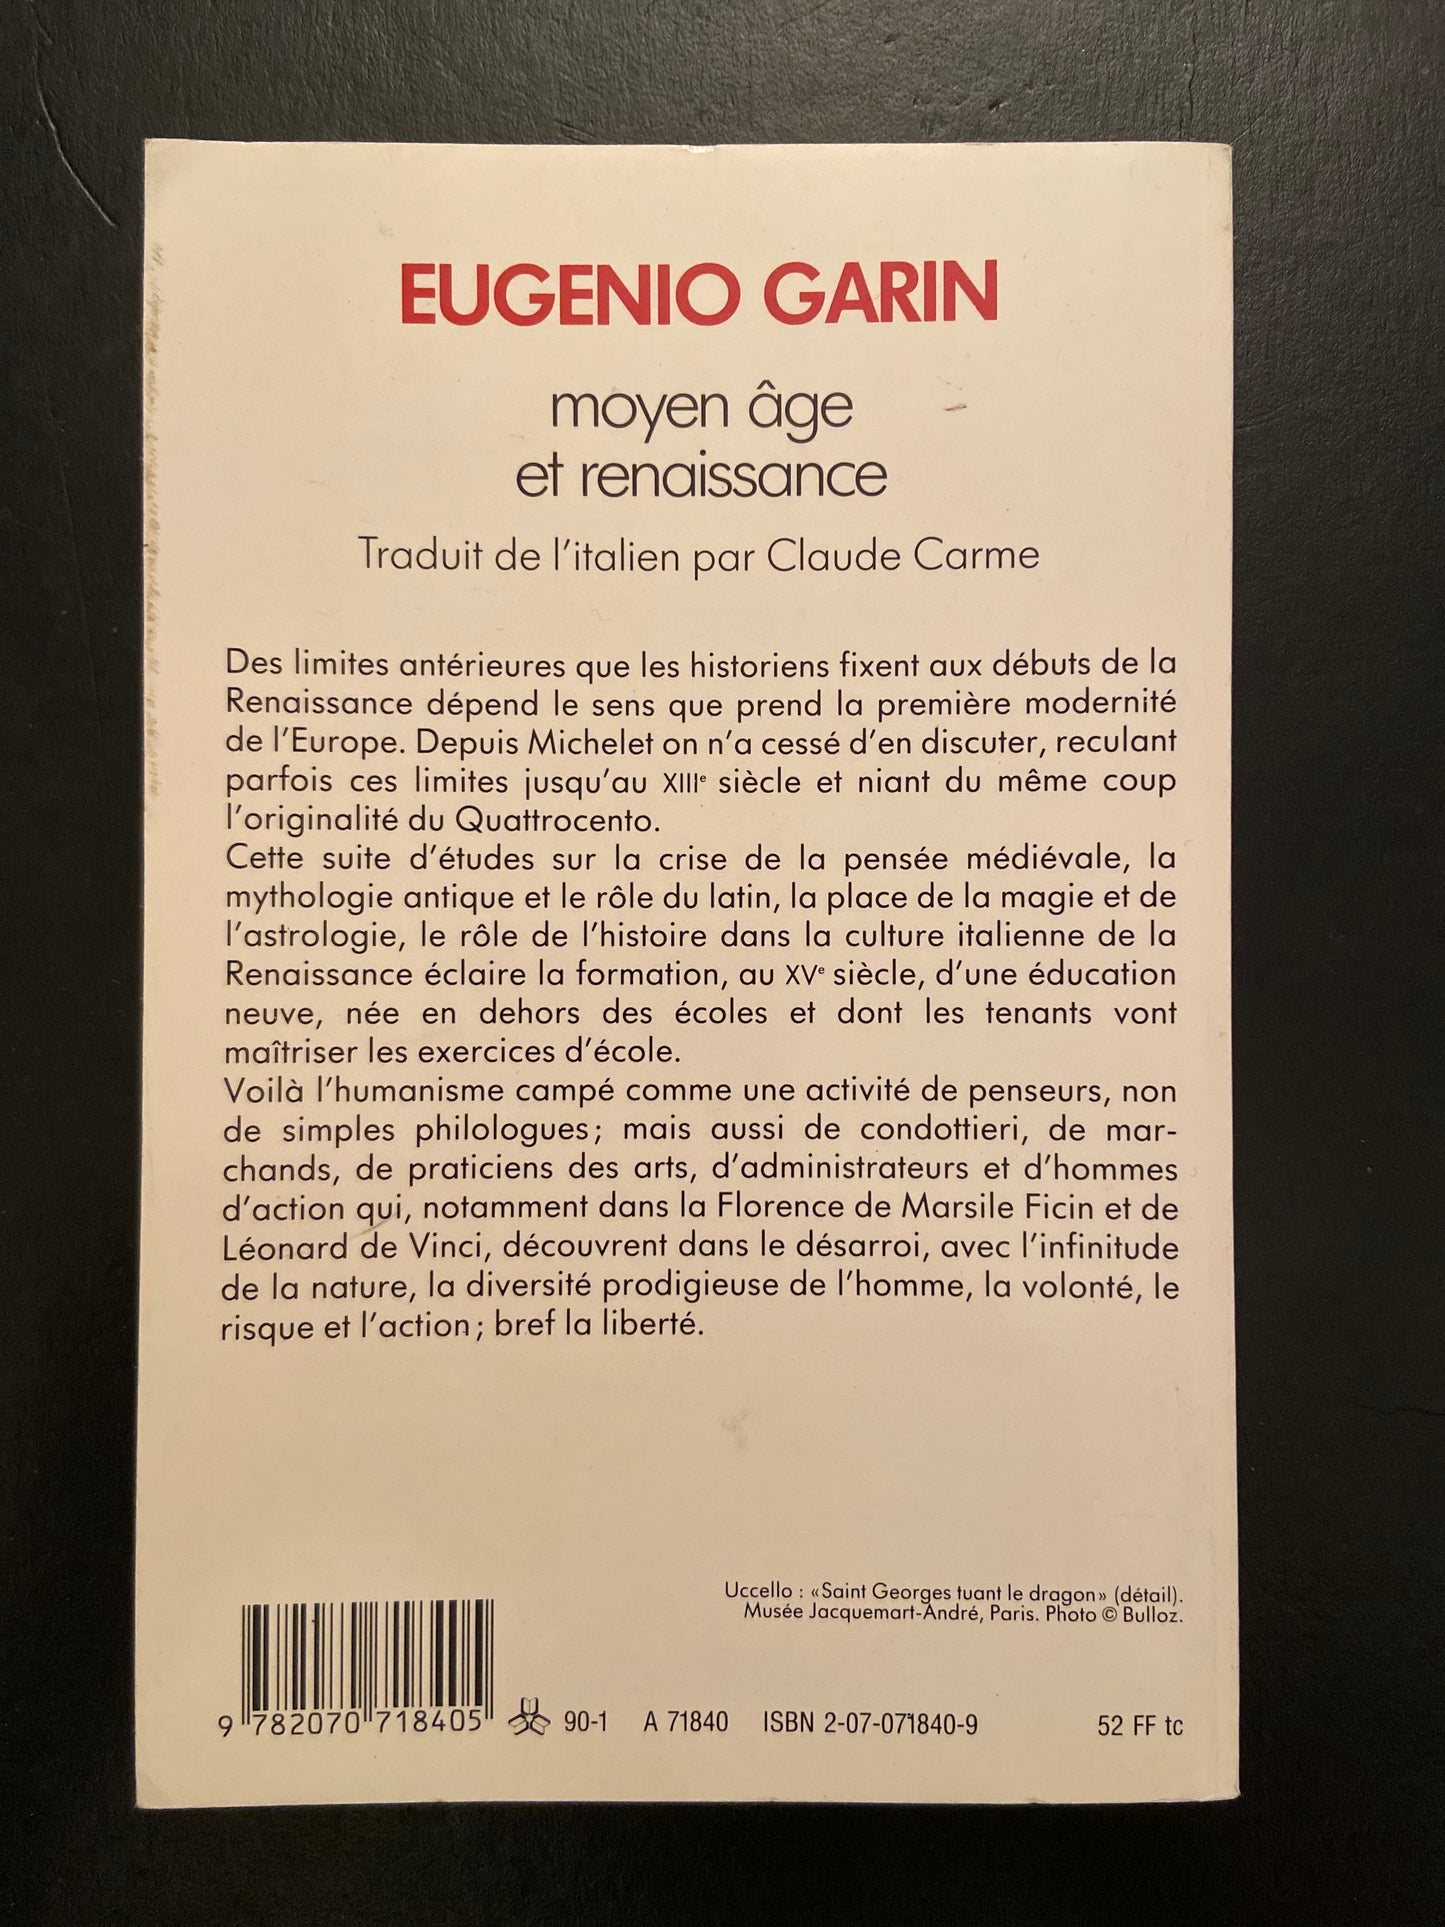 EUGENIO GARIN
moyen âge
et renaissance
Traduit de l'italien par Claude Carme
Des limites antérieures que les historiens fixent aux débuts de la
Renaissance dépend le sens que prend la première modernité
de l'Europe. Depuis Michelet on n'a cessé d'en discuter, reculant
parfois ces limites jusqu'au XIIIe siècle et niant du même coup
l'originalité du Quattrocento.
Cette suite d'études sur la crise de la pensée médiévale, la
mythologie antique et le rôle du latin, la place de la magie et de
l'astrologie, le rôle de l'histoire dans la culture italienne de la
Renaissance éclaire la formation, au XVe siècle, d'une éducation
neuve, née en dehors des écoles et dont les tenants vont
maîtriser les exercices d'école.
Voilà l'humanisme campé comme une activité de penseurs, non
de simples philologues; mais aussi de condottieri, de mar-
chands, de praticiens des arts, d'administrateurs et d'hommes
d'action qui, notamment dans la Florence de Marsile Ficin et de
Léonard de Vinci, découvrent dans le désarroi, avec l'infinitude
de la nature, la diversité prodigieuse de l'homme, la volonté, le
risque et l'action; bref la liberté.
Uccello : «Saint Georges tuant le dragon» (détail).
Musée Jacquemart-André, Paris. Photo © Bulloz.
9 782070 718405 90-1 A 71840 ISBN 2-07-071840-9 52 FF tc